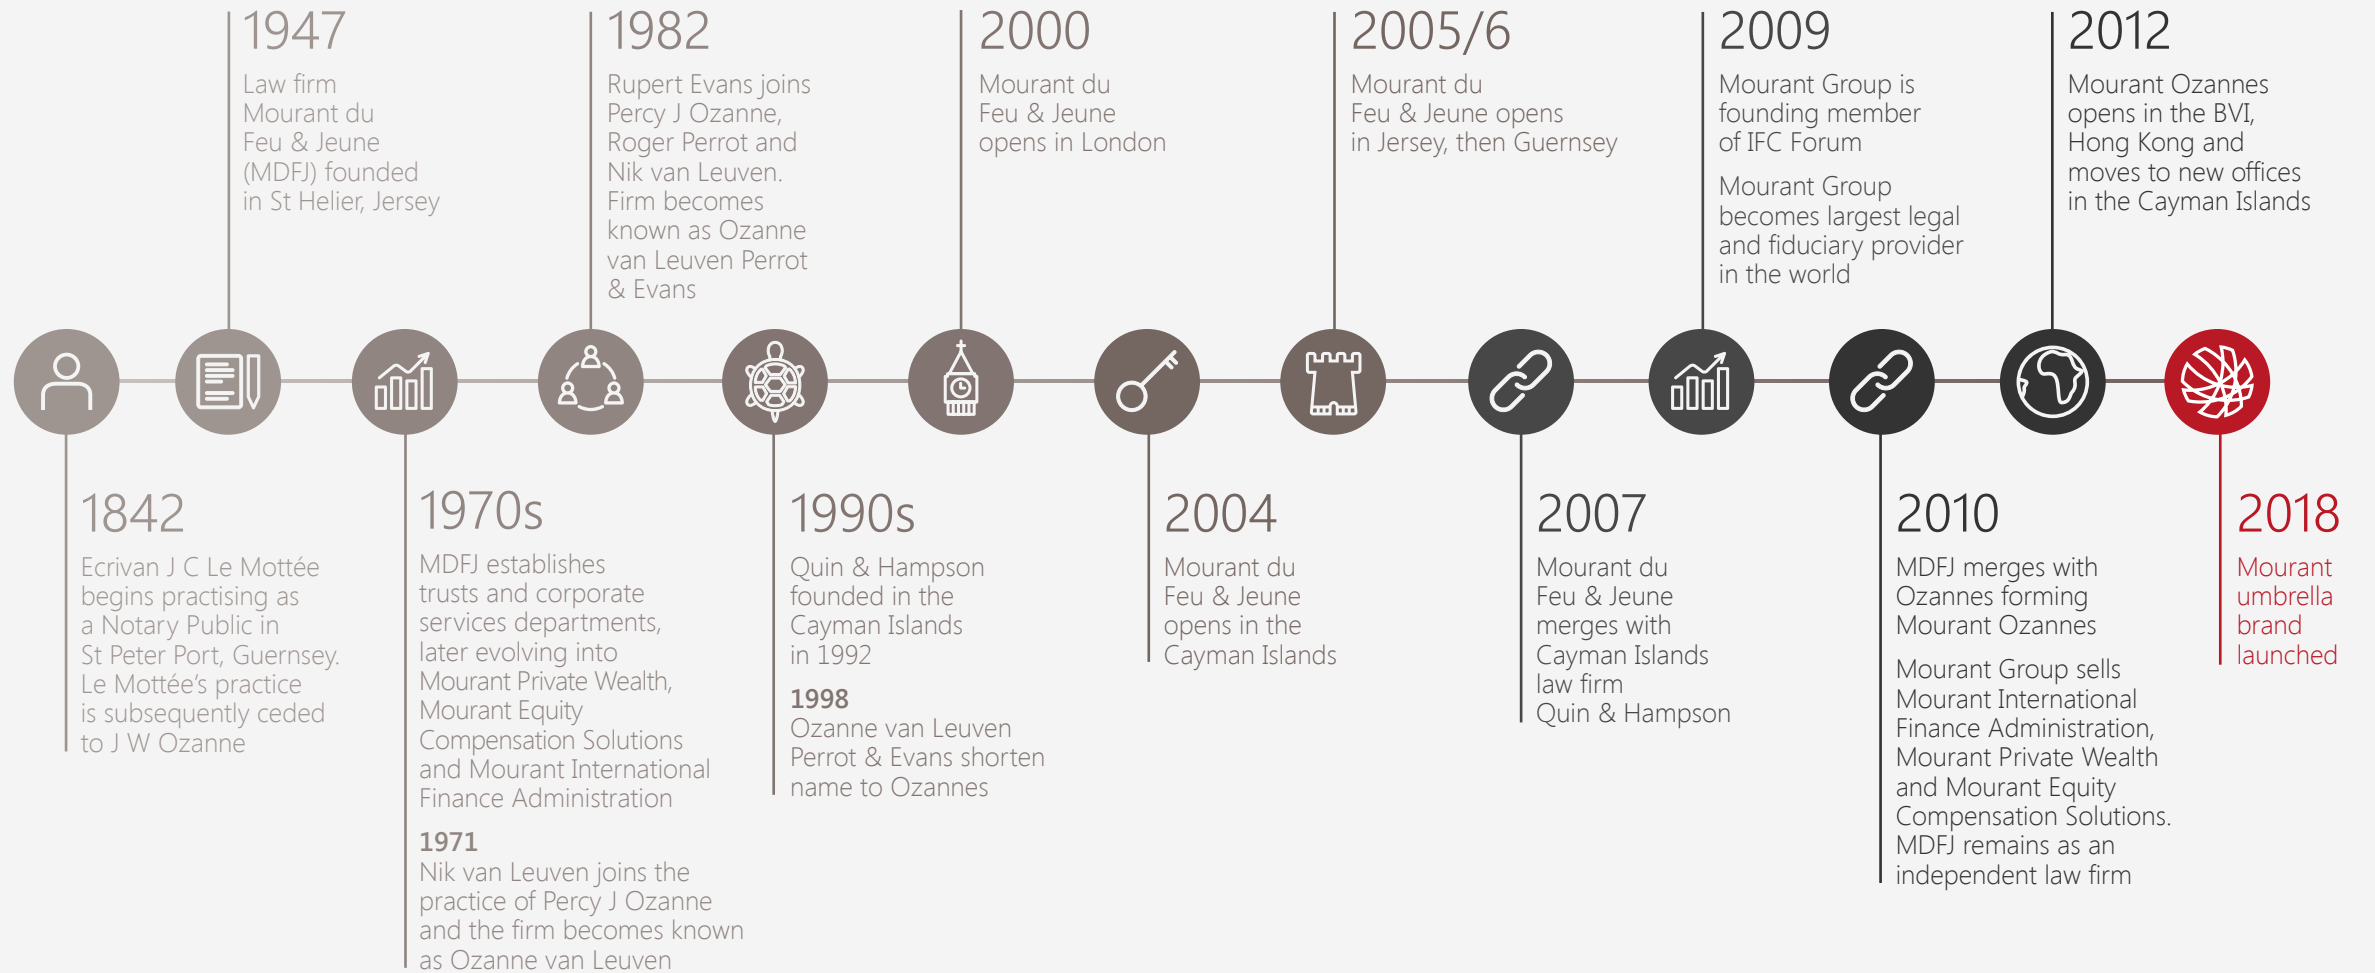 1842
Ecrivan J C Le Mottée
begins practising as
a Notary Public in
St Peter Port, Guernsey.
Le Mottée’s practice
is subsequently ceded
to J W Ozanne
1947
Law firm
Mourant du
Feu & Jeune
(MDFJ) founded
in St Helier, Jersey
1970s
MDFJ establishes
trusts and corporate
services departments,
later evolving into
Mourant Private Wealth,
Mourant Equity
Compensation Solutions
and Mourant International
Finance Administration
1971
Nik van Leuven joins the
practice of Percy J Ozanne
and the firm becomes known
as Ozanne van Leuven
1982
Rupert Evans joins
Percy J Ozanne,
Roger Perrot and
Nik van Leuven.
Firm becomes
known as Ozanne
van Leuven Perrot
& Evans
1990s
Quin & Hampson
founded in the
Cayman Islands
in 1992
1998
Ozanne van Leuven
Perrot & Evans shorten
name to Ozannes
2000
Mourant du
Feu & Jeune
opens in London
2004
Mourant du
Feu & Jeune
opens in the
Cayman Islands
2005/6
Mourant du
Feu & Jeune opens
in Jersey, then Guernsey
2007
Mourant du
Feu & Jeune
merges with
Cayman Islands
law firm
Quin & Hampson
2009
Mourant Group is
founding member
of IFC Forum
Mourant Group
becomes largest legal
and fiduciary provider
in the world
2010
MDFJ merges with
Ozannes forming
Mourant Ozannes
Mourant Group sells
Mourant International
Finance Administration,
Mourant Private Wealth
and Mourant Equity
Compensation Solutions.
MDFJ remains as an
independent law firm
2012
Mourant Ozannes
opens in the BVI,
Hong Kong and
moves to new offices
in the Cayman Islands
2018
Mourant
umbrella
brand
launched